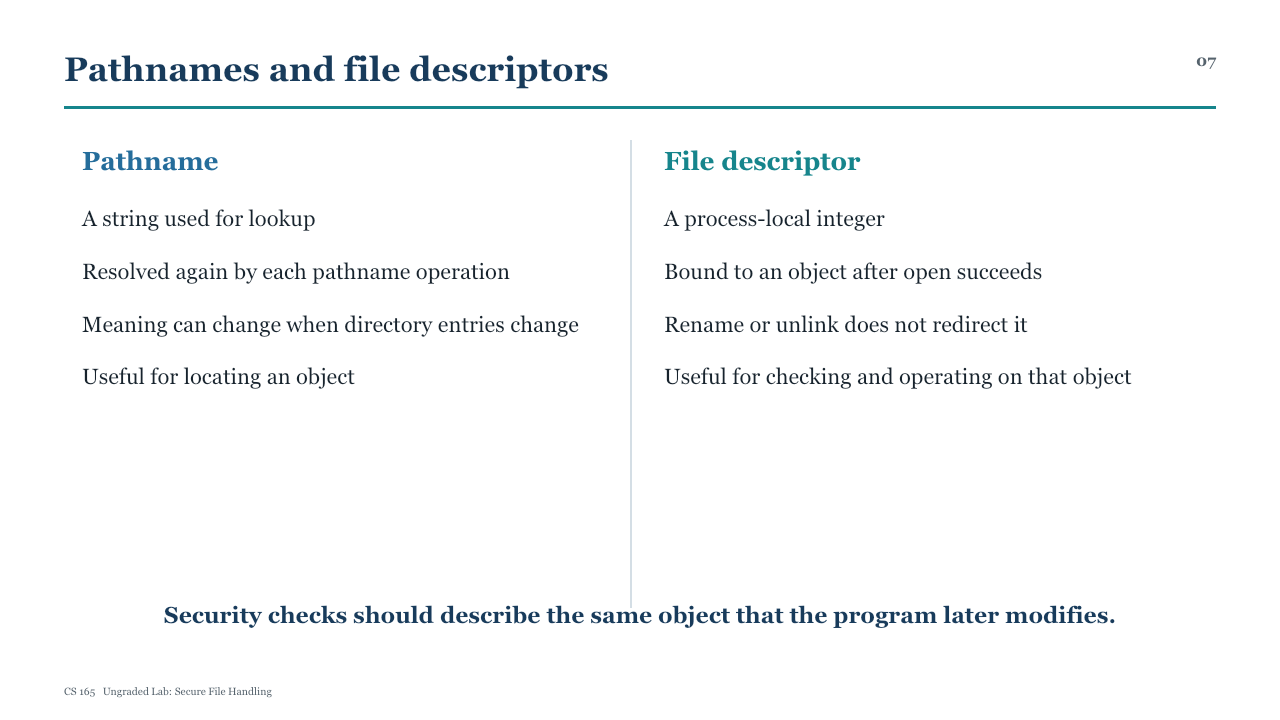 Pathnames and file descriptors
07
Pathname
A string used for lookup
Resolved again by each pathname operation
Meaning can change when directory entries change
Useful for locating an object
File descriptor
A process-local integer
Bound to an object after open succeeds
Rename or unlink does not redirect it
Useful for checking and operating on that object
Security checks should describe the same object that the program later modifies.
CS 165 Ungraded Lab: Secure File Handling